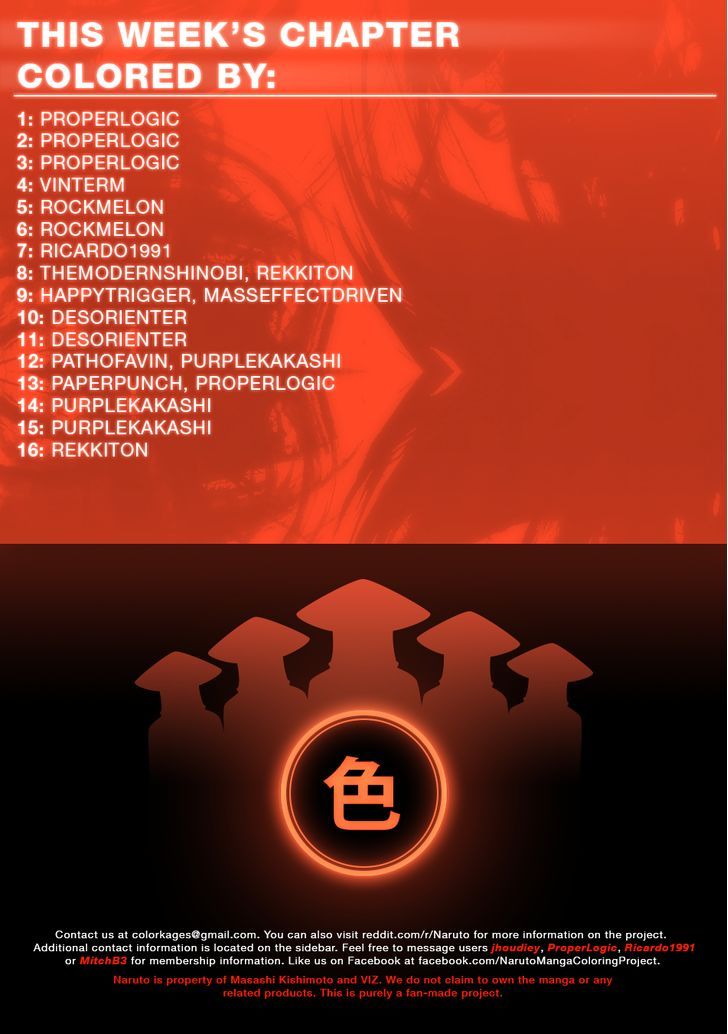 THIS WEEK'S CHAPTER
COLORED BY:
1: PROPERLOGIC
2: PROPERLOGIC
3: PROPERLOGIC
4: VINTERM
5: ROCKMELON
6: ROCKMELON
7: RICARDO1991
8: THEMODERNSHINOBI, REKKITON
9: HAPPYTRIGGER, MASSEFFECTDRIVEN
10: DESORIENTER
11: DESORIENTER
12: PATHOFAVIN, PURPLEKAKASHI
13: PAPERPUNCH, PROPERLOGIC
14: PURPLEKAKASHI
15: PURPLEKAKASHI
16: REKKITON
色
Contact us at colorkages@gmail.com. You can also visit reddit.com/r/Naruto for more information on the project.
Additional contact information is located on the sidebar. Feel free to message users jhoudiey, ProperLogic, Ricardo1991
or MitchB3 for membership information. Like us on Facebook at facebook.com/NarutoMangaColoringProject.
Naruto is property of Masashi Kishimoto and VIZ. We do not claim to own the manga or any
related products. This is purely a fan-made project.